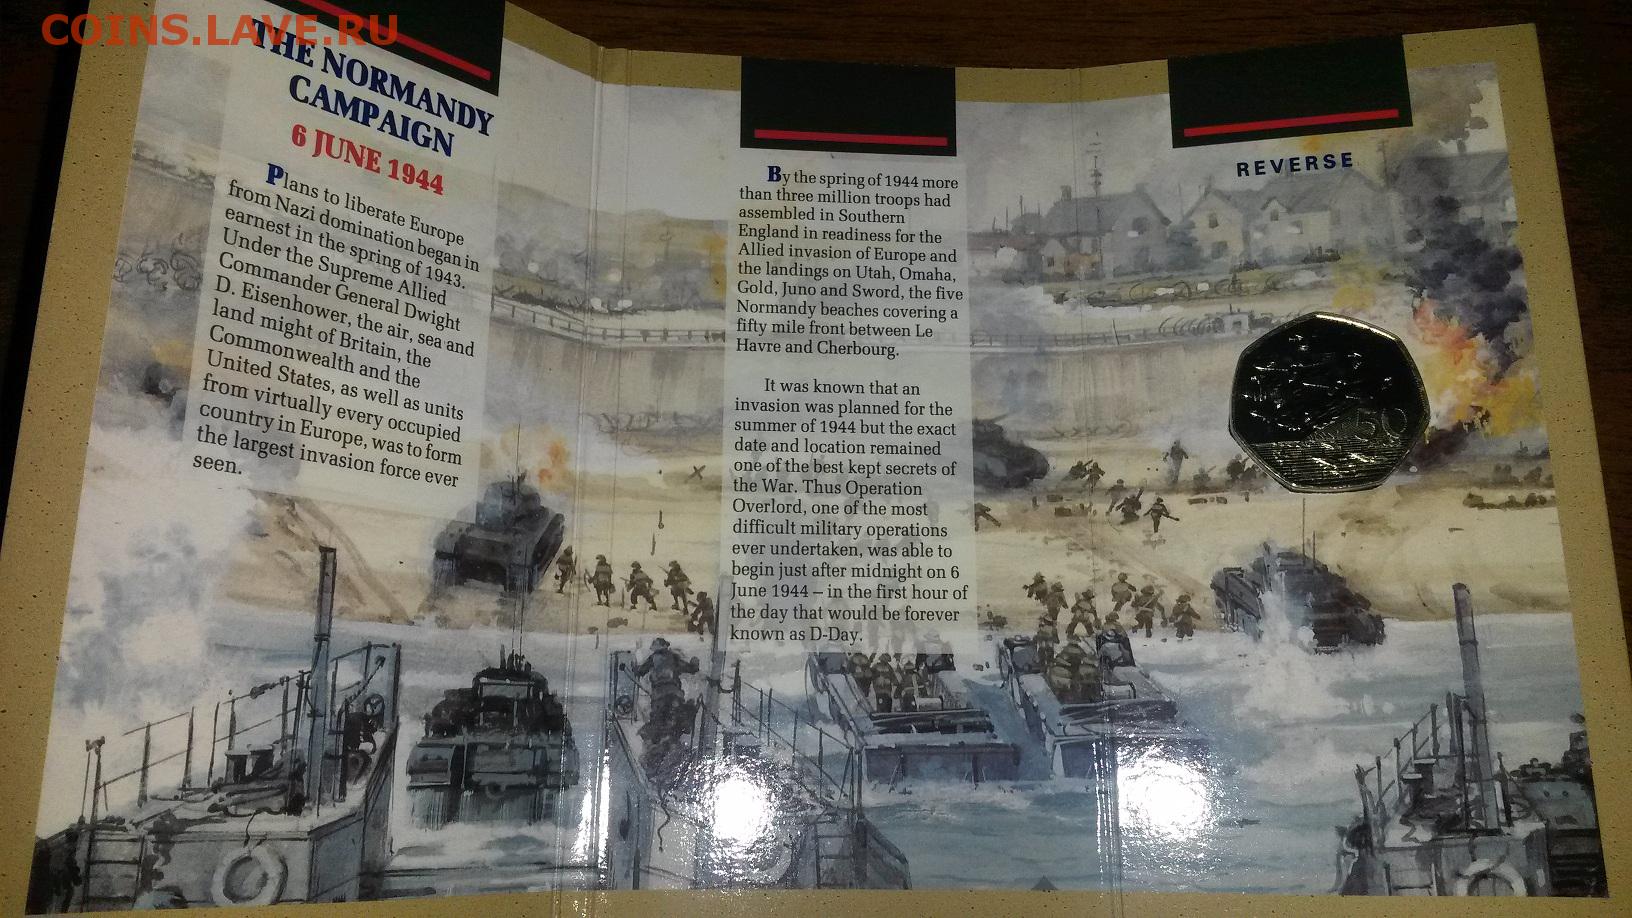 COINS.LAVE.RU
THE NORMANDY
CAMPAIGN
6 JUNE 1944
Plans to liberate Europe
from Nazi domination began in
earnest in the spring of 1943.
Under the Supreme Allied
Commander General Dwight
D. Eisenhower, the air, sea and
land might of Britain, the
Commonwealth and the
United States, as well as units
from virtually every occupied
country in Europe, was to form
the largest invasion force ever
seen.
By the spring of 1944 more
than three million troops had
assembled in Southern
England in readiness for the
Allied invasion of Europe and
the landings on Utah, Omaha,
Gold, Juno and Sword, the five
Normandy beaches covering a
fifty mile front between Le
Havre and Cherbourg.
It was known that an
invasion was planned for the
summer of 1944 but the exact
date and location remained
one of the best kept secrets of
the War. Thus Operation
Overlord, one of the most
difficult military operations
ever undertaken, was able to
begin just after midnight on 6
June 1944 – in the first hour of
the day that would be forever
known as D-Day.
REVERSE
50